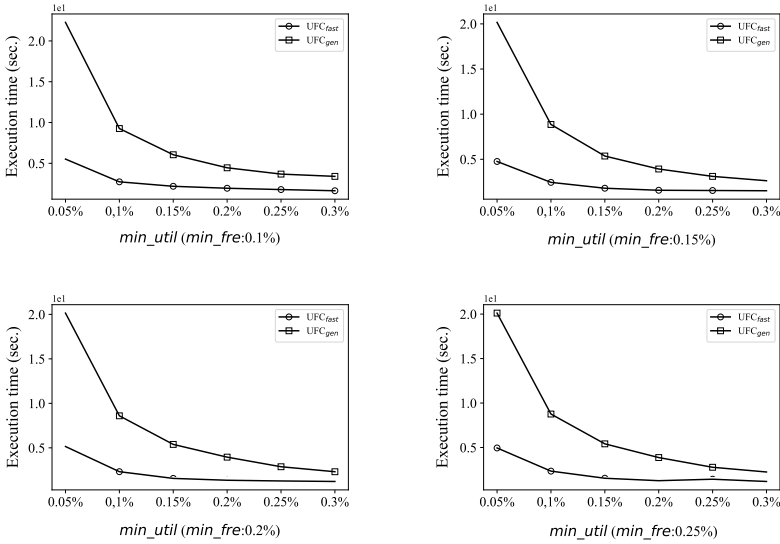 1e1
UFCfast
UFCgen
2.0
1.5
1.0
0.5
Execution time (sec.)
0.05% 0,1% 0.15% 0.2% 0.25% 0.3%
min_util (min_fre:0.1%)
1e1
UFCfast
UFCgen
2.0
1.5
1.0
0.5
Execution time (sec.)
0.05% 0,1% 0.15% 0.2% 0.25% 0.3%
min_util (min_fre:0.15%)
1e1
UFCfast
UFCgen
2.0
1.5
1.0
0.5
Execution time (sec.)
0.05% 0,1% 0.15% 0.2% 0.25% 0.3%
min_util (min_fre:0.2%)
1e1
UFCfast
UFCgen
2.0
1.5
1.0
0.5
Execution time (sec.)
0.05% 0,1% 0.15% 0.2% 0.25% 0.3%
min_util (min_fre:0.25%)